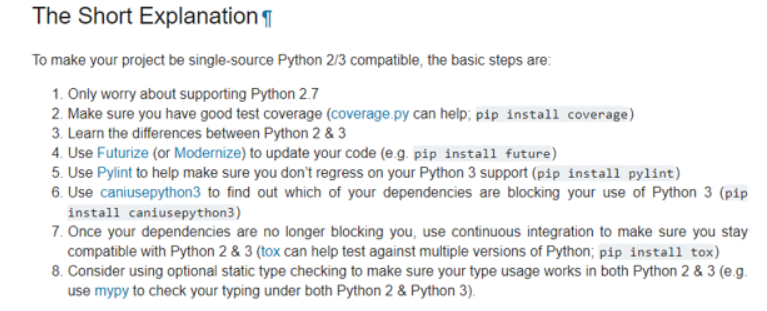 The Short Explanation¶
To make your project be single-source Python 2/3 compatible, the basic steps are:
1. Only worry about supporting Python 2.7
2. Make sure you have good test coverage (coverage.py can help; pip install coverage)
3. Learn the differences between Python 2 & 3
4. Use Futurize (or Modernize) to update your code (e.g. pip install future)
5. Use Pylint to help make sure you don't regress on your Python 3 support (pip install pylint)
6. Use caniusepython3 to find out which of your dependencies are blocking your use of Python 3 (pip
install caniusepython3)
7. Once your dependencies are no longer blocking you, use continuous integration to make sure you stay
compatible with Python 2 & 3 (tox can help test against multiple versions of Python; pip install tox)
8. Consider using optional static type checking to make sure your type usage works in both Python 2 & 3 (e.g.
use mypy to check your typing under both Python 2 & Python 3).